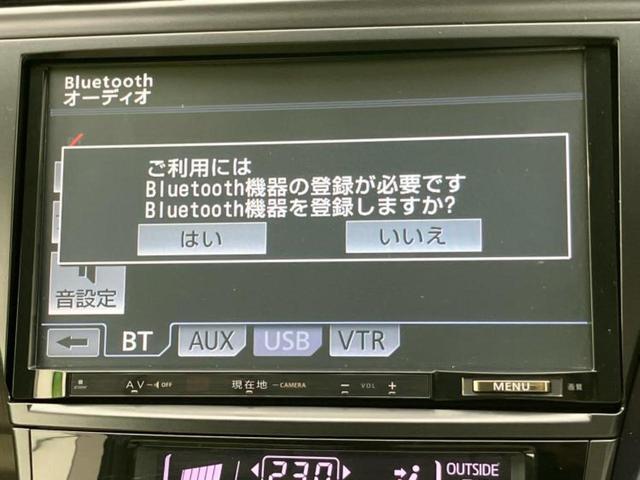 Bluetooth
オーディオ
ご利用には
Bluetooth機器の登録が必要です
Bluetooth機器を登録しますか?
はい いいえ
音設定
BT AUX USB VTR
AV OFF 現在地 CAMERA VOL MENU 画質
230 OUTSIDE